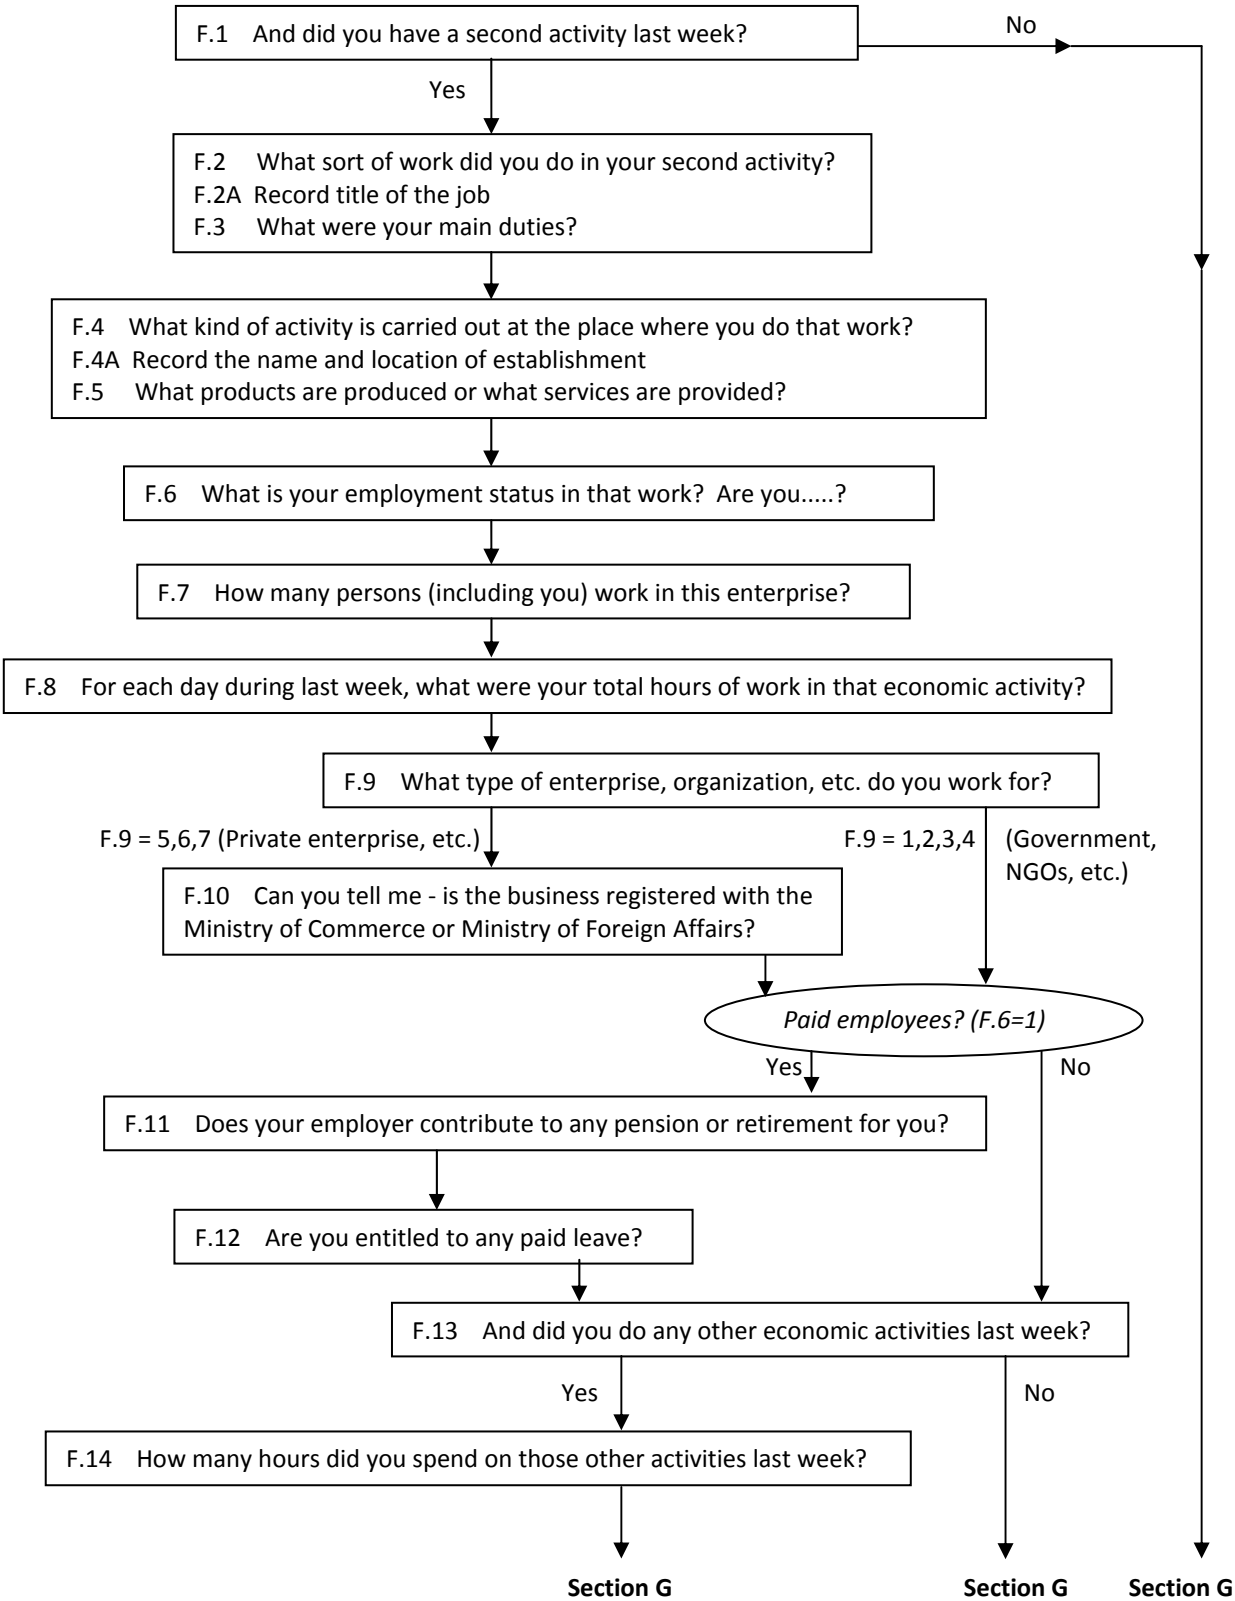 F.1 And did you have a second activity last week?
No
Yes
F.2 What sort of work did you do in your second activity?
F.2A Record title of the job
F.3 What were your main duties?
F.4 What kind of activity is carried out at the place where you do that work?
F.4A Record the name and location of establishment
F.5 What products are produced or what services are provided?
F.6 What is your employment status in that work? Are you.....?
F.7 How many persons (including you) work in this enterprise?
F.8 For each day during last week, what were your total hours of work in that economic activity?
F.9 What type of enterprise, organization, etc. do you work for?
F.9 = 5,6,7 (Private enterprise, etc.)
F.9 = 1,2,3,4 (Government,
NGOs, etc.)
F.10 Can you tell me - is the business registered with the
Ministry of Commerce or Ministry of Foreign Affairs?
Paid employees? (F.6=1)
Yes
No
F.11 Does your employer contribute to any pension or retirement for you?
F.12 Are you entitled to any paid leave?
F.13 And did you do any other economic activities last week?
Yes
No
F.14 How many hours did you spend on those other activities last week?
Section G
Section G
Section G